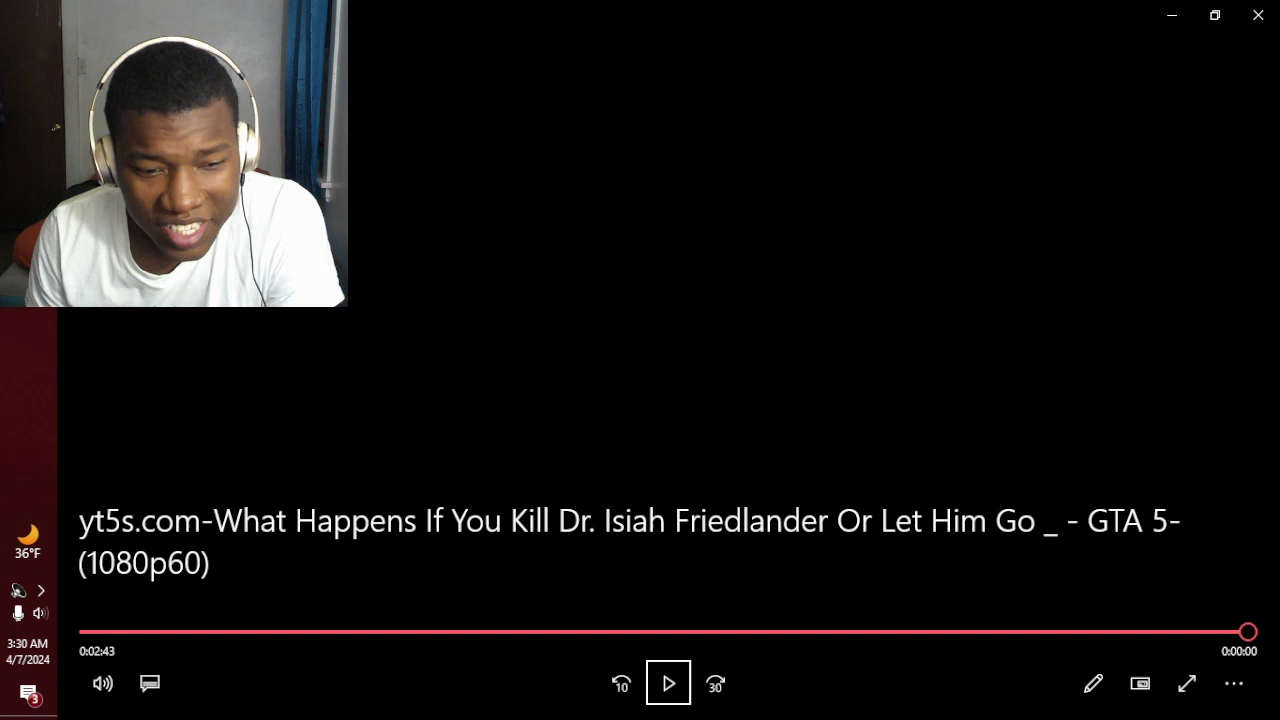 yt5s.com-What Happens If You Kill Dr. Isiah Friedlander Or Let Him Go _ - GTA 5-
(1080p60)
36°F
3:30 AM
4/7/2024
3
0:02:43
0:00:00
10
30